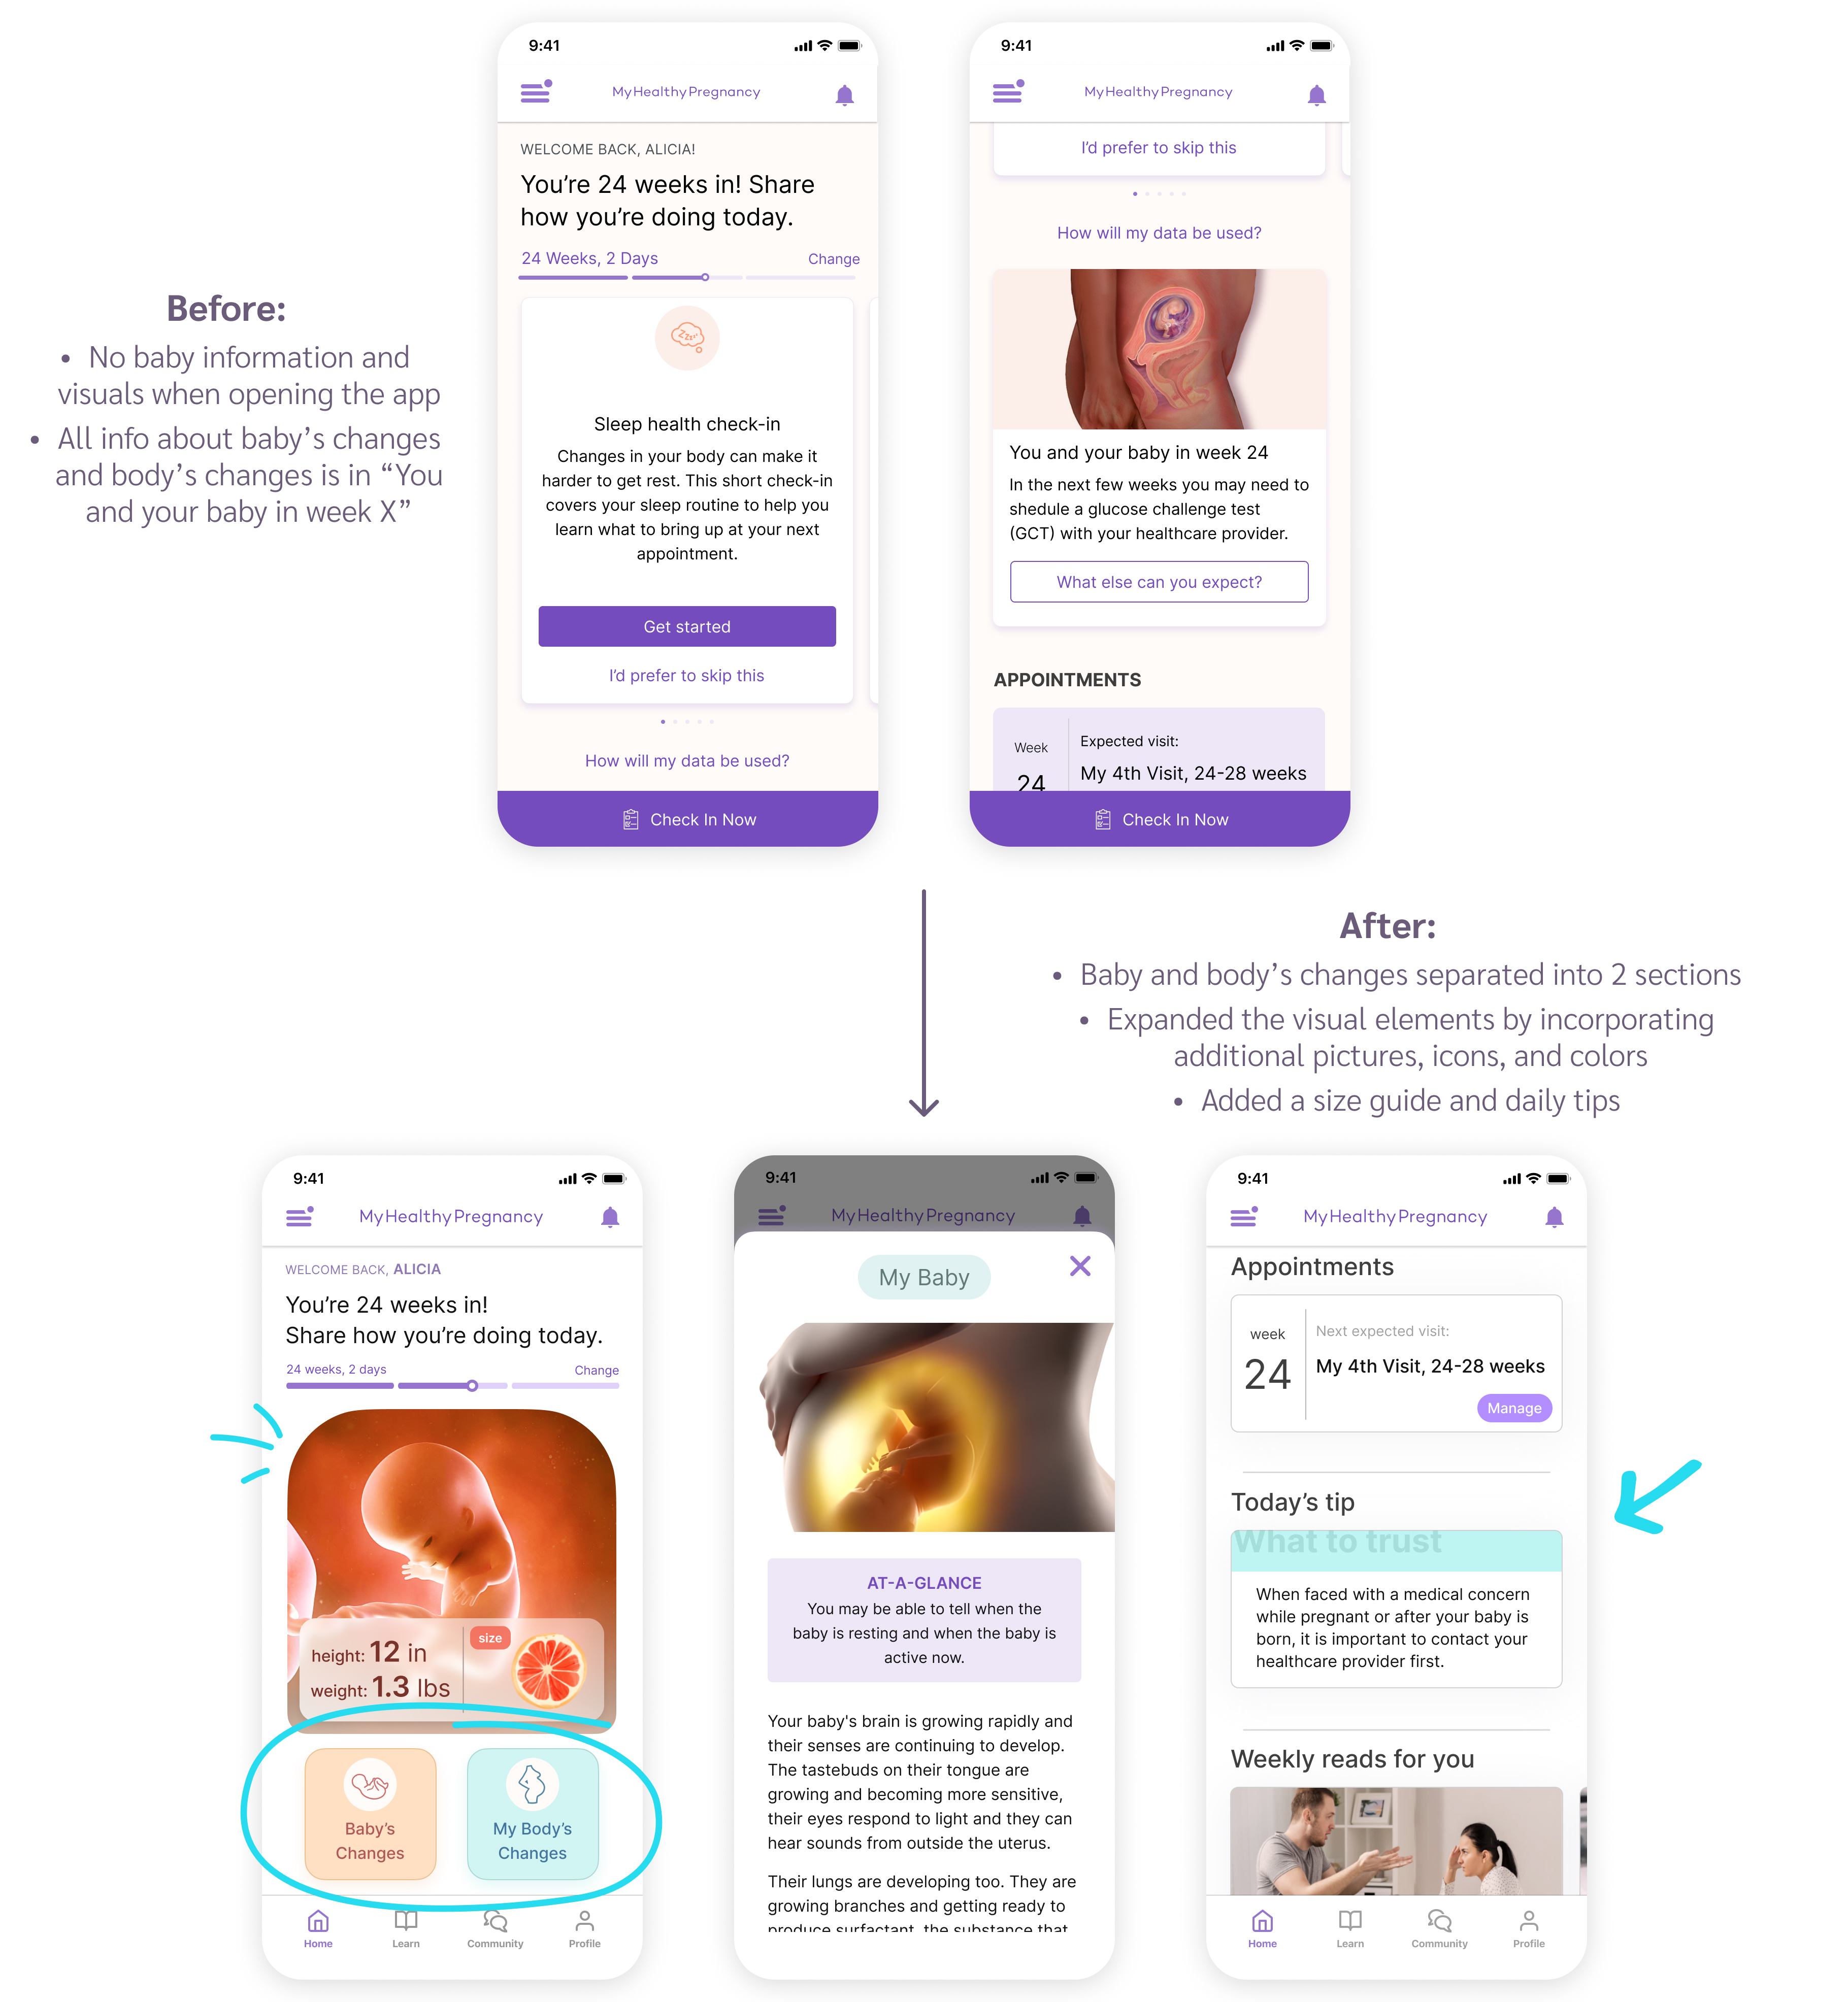 9:41
MyHealthyPregnancy
WELCOME BACK, ALICIA!
You're 24 weeks in! Share
how you're doing today.
24 Weeks, 2 Days
Change
Zzz
Sleep health check-in
Changes in your body can make it
harder to get rest. This short check-in
covers your sleep routine to help you
learn what to bring up at your next
appointment.
Get started
I'd prefer to skip this
How will my data be used?
Check In Now
9:41
MyHealthyPregnancy
I'd prefer to skip this
How will my data be used?
You and your baby in week 24
In the next few weeks you may need to
shedule a glucose challenge test
(GCT) with your healthcare provider.
What else can you expect?
APPOINTMENTS
Week
24
Expected visit:
My 4th Visit, 24-28 weeks
Check In Now
Before:
• No baby information and
visuals when opening the app
• All info about baby's changes
and body's changes is in “You
and your baby in week X”
After:
• Baby and body's changes separated into 2 sections
• Expanded the visual elements by incorporating
additional pictures, icons, and colors
• Added a size guide and daily tips
9:41
MyHealthyPregnancy
WELCOME BACK, ALICIA
You're 24 weeks in!
Share how you're doing today.
24 weeks, 2 days
Change
height: 12 in
weight: 1.3 lbs
size
Baby's
Changes
My Body's
Changes
Home
Learn
Community
Profile
9:41
MyHealthyPregnancy
My Baby
AT-A-GLANCE
You may be able to tell when the
baby is resting and when the baby is
active now.
Your baby's brain is growing rapidly and
their senses are continuing to develop.
The tastebuds on their tongue are
growing and becoming more sensitive,
their eyes respond to light and they can
hear sounds from outside the uterus.
Their lungs are developing too. They are
growing branches and getting ready to
produce surfactant, the substance that
9:41
MyHealthyPregnancy
Appointments
week
24
Next expected visit:
My 4th Visit, 24-28 weeks
Manage
Today's tip
What to trust
When faced with a medical concern
while pregnant or after your baby is
born, it is important to contact your
healthcare provider first.
Weekly reads for you
Home
Learn
Community
Profile